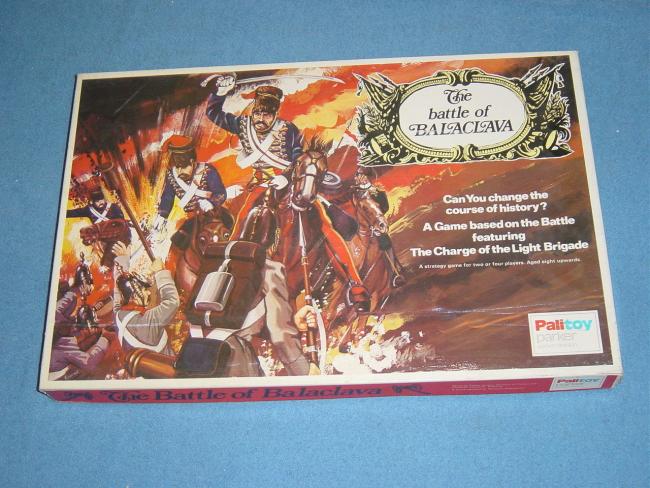 The
battle of
BALACLAVA
Can You change the
course of history?
A Game based on the Battle
featuring
The Charge of the Light Brigade
A strategy game for two or four players. Aged eight upwards.
Palitoy
parker
The Battle of Balaclava
Palitoy